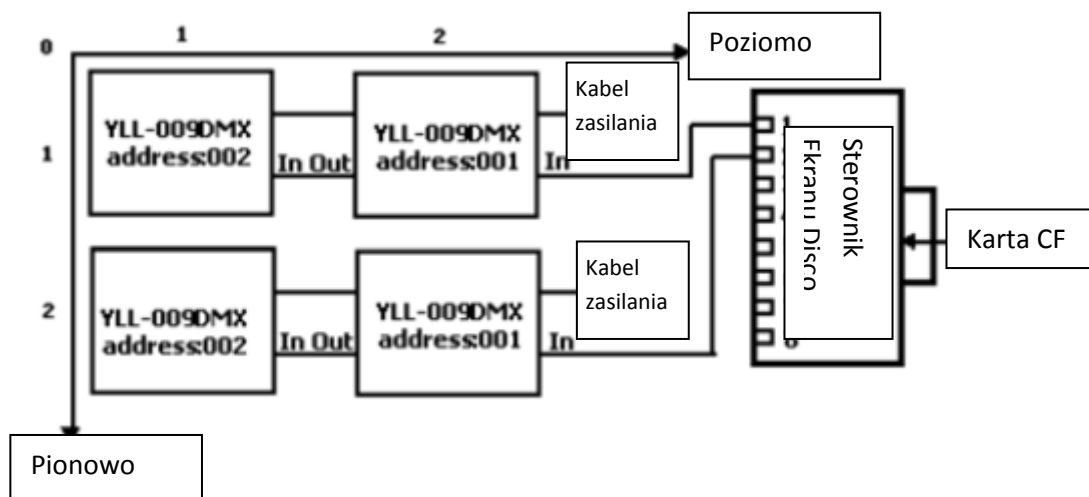 0
1
2
Poziomo
Kabel
zasilania
YLL-009DMX
address:002
YLL-009DMX
address:001
1
In Out
In
1
Sterownik
Ekranu Disco
Karta CF
Kabel
zasilania
2
YLL-009DMX
address:002
YLL-009DMX
address:001
In Out
In
Pionowo